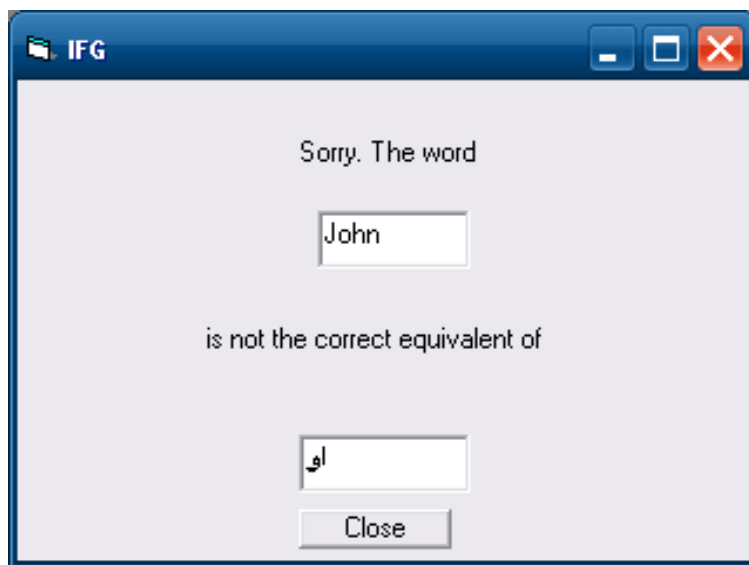 IFG
Sorry. The word
John
is not the correct equivalent of
او
Close